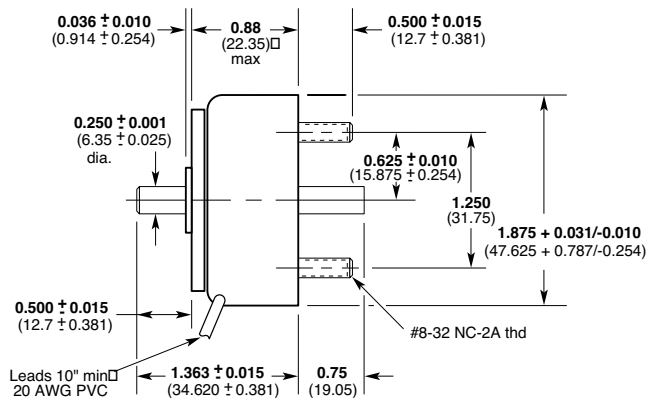 0.036 ± 0.010
(0.914 ± 0.254)
0.88
(22.35)□
max
0.500 ± 0.015
(12.7 ± 0.381)
0.250 ± 0.001
(6.35 ± 0.025)
dia.
0.625 ± 0.010
(15.875 ± 0.254)
1.250
(31.75)
1.875 + 0.031/-0.010
(47.625 + 0.787/-0.254)
0.500 ± 0.015
(12.7 ± 0.381)
#8-32 NC-2A thd
Leads 10" min□
20 AWG PVC
1.363 ± 0.015
(34.620 ± 0.381)
0.75
(19.05)